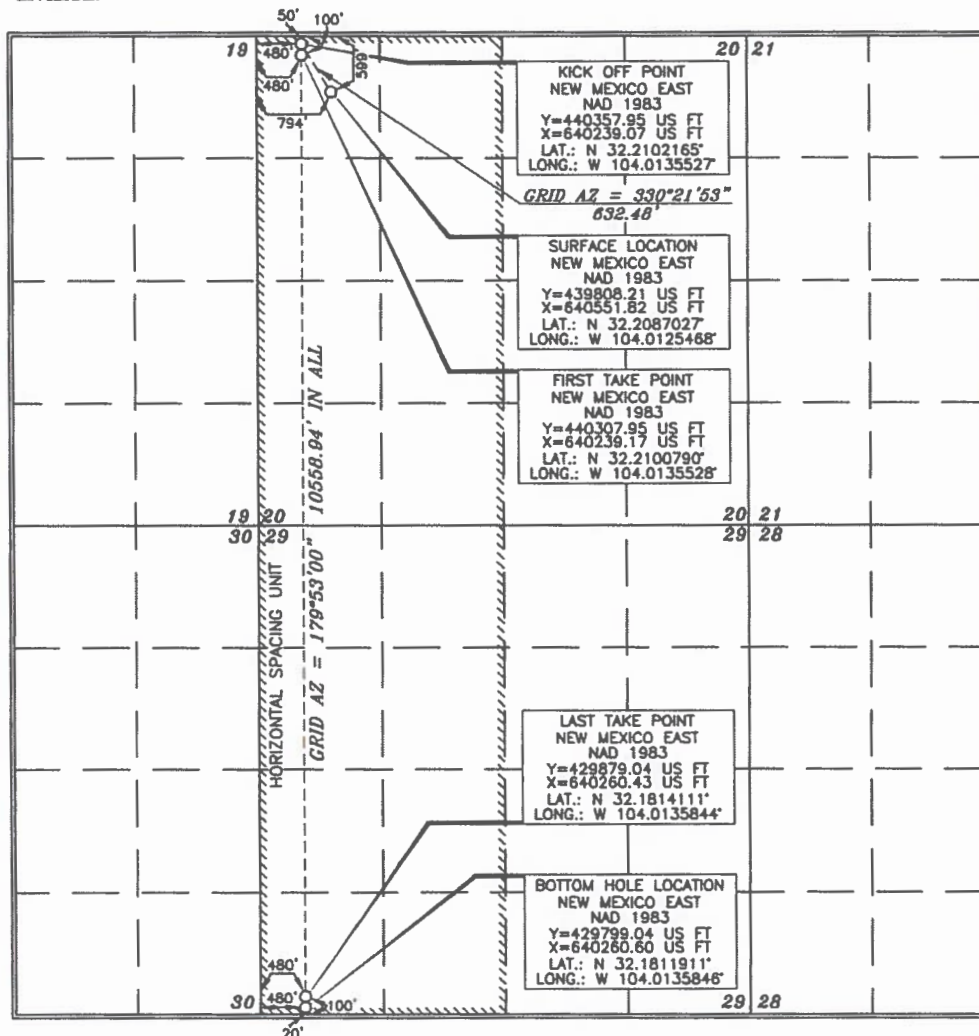 50'
100'
19
20 21
480'
480'
599'
794'
KICK OFF POINT
NEW MEXICO EAST
NAD 1983
Y=440357.95 US FT
X=640239.07 US FT
LAT.: N 32.2102165°
LONG.: W 104.0135527°
GRID AZ = 330°21'53"
632.48'
SURFACE LOCATION
NEW MEXICO EAST
NAD 1983
Y=439808.21 US FT
X=640551.82 US FT
LAT.: N 32.2087027°
LONG.: W 104.0125468°
FIRST TAKE POINT
NEW MEXICO EAST
NAD 1983
Y=440307.95 US FT
X=640239.17 US FT
LAT.: N 32.2100790°
LONG.: W 104.0135528°
19 20
30 29
20 21
29 28
HORIZONTAL SPACING UNIT
GRID AZ = 179°53'00" 10558.94' IN ALL
LAST TAKE POINT
NEW MEXICO EAST
NAD 1983
Y=429879.04 US FT
X=640260.43 US FT
LAT.: N 32.1814111°
LONG.: W 104.0135844°
BOTTOM HOLE LOCATION
NEW MEXICO EAST
NAD 1983
Y=429799.04 US FT
X=640260.60 US FT
LAT.: N 32.1811911°
LONG.: W 104.0135846°
480'
480'
100'
30
29 28
20'